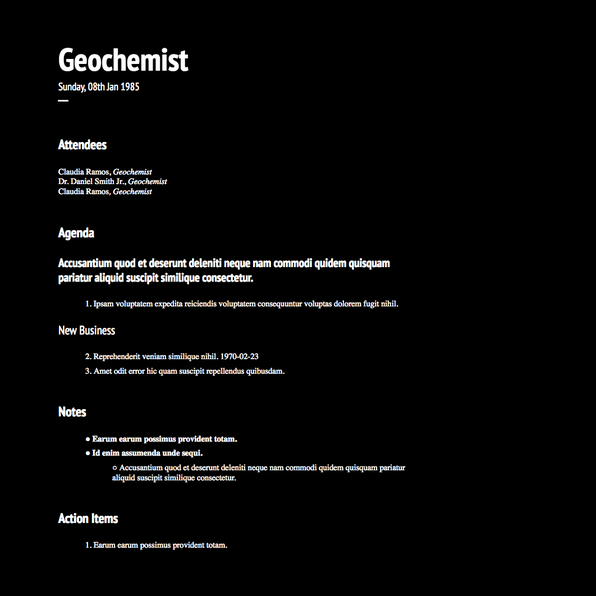 Geochemist
Sunday, 08th Jan 1985
—
Attendees
Claudia Ramos, Geochemist
Dr. Daniel Smith Jr., Geochemist
Claudia Ramos, Geochemist
Agenda
Accusantium quod et deserunt deleniti neque nam commodi quidem quisquam
pariatur aliquid suscipit similique consectetur.
1. Ipsam voluptatem expedita reiciendis voluptatem consequuntur voluptas dolorem fugit nihil.
New Business
2. Reprehenderit veniam similique nihil. 1970-02-23
3. Amet odit error hic quam suscipit repellendus quibusdam.
Notes
● Earum earum possimus provident totam.
● Id enim assumenda unde sequi.
○ Accusantium quod et deserunt deleniti neque nam commodi quidem quisquam pariatur
aliquid suscipit similique consectetur.
Action Items
1. Earum earum possimus provident totam.